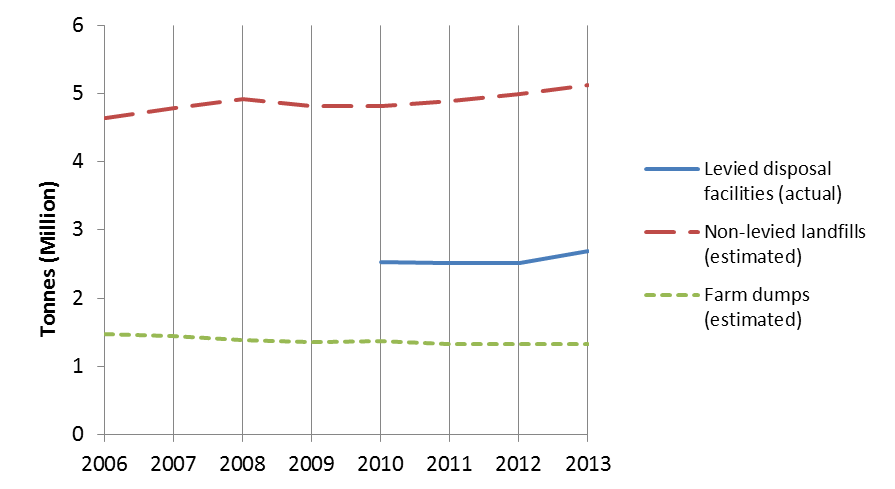 6
5
4
3
2
1
0
Tonnes (Million)
2006 2007 2008 2009 2010 2011 2012 2013
Levied disposal
facilities (actual)
Non-levied landfills
(estimated)
Farm dumps
(estimated)